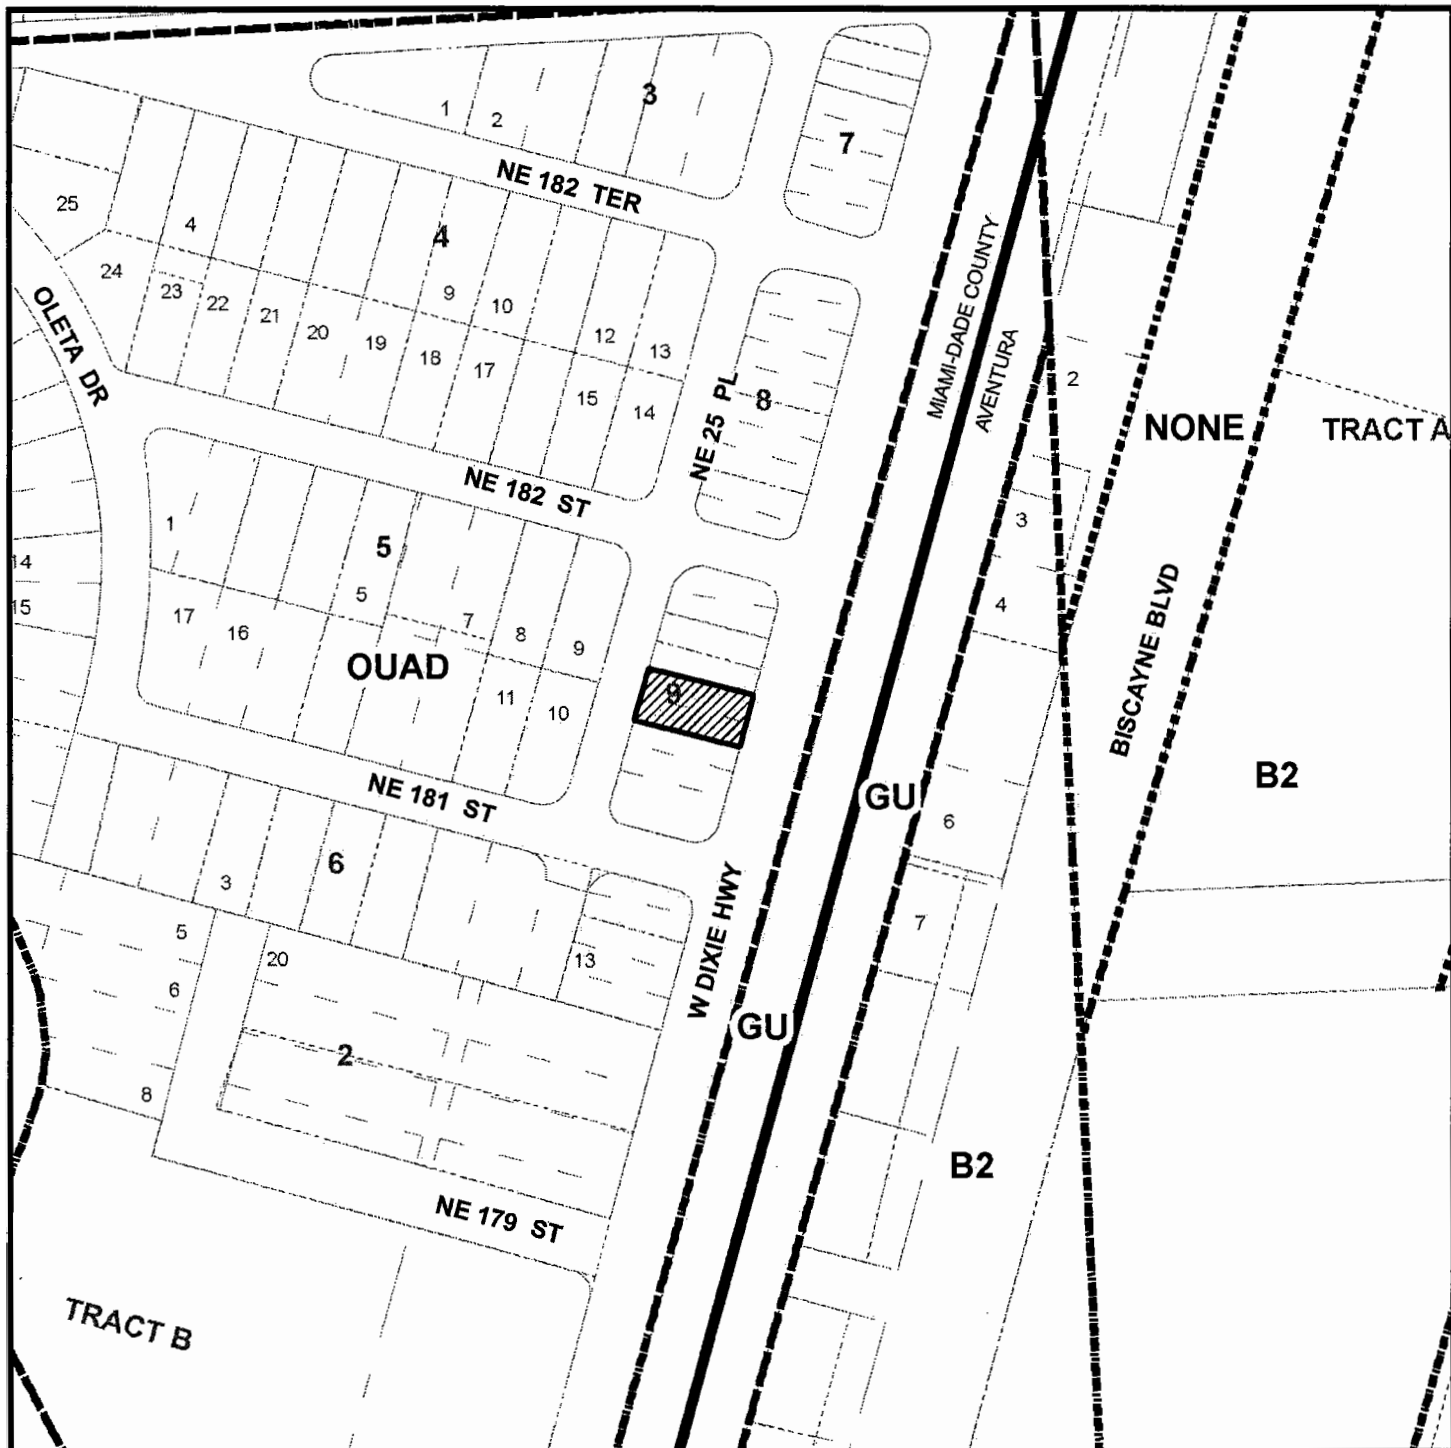 3
1
2
7
NE 182 TER
25
4
4
24
23
22
21
20
19
18
17
9
10
12
13
15
14
OLETA DR
NE 25 PL
8
MIAMI-DADE COUNTY
AVENTURA
2
NONE
TRACT A
NE 182 ST
1
5
3
14
5
4
15
17
16
7
8
9
BISCAYNE BLVD
OUAD
11
10
9
B2
NE 181 ST
GU
6
6
3
7
W DIXIE HWY
5
20
13
6
GU
2
8
B2
NE 179 ST
TRACT B